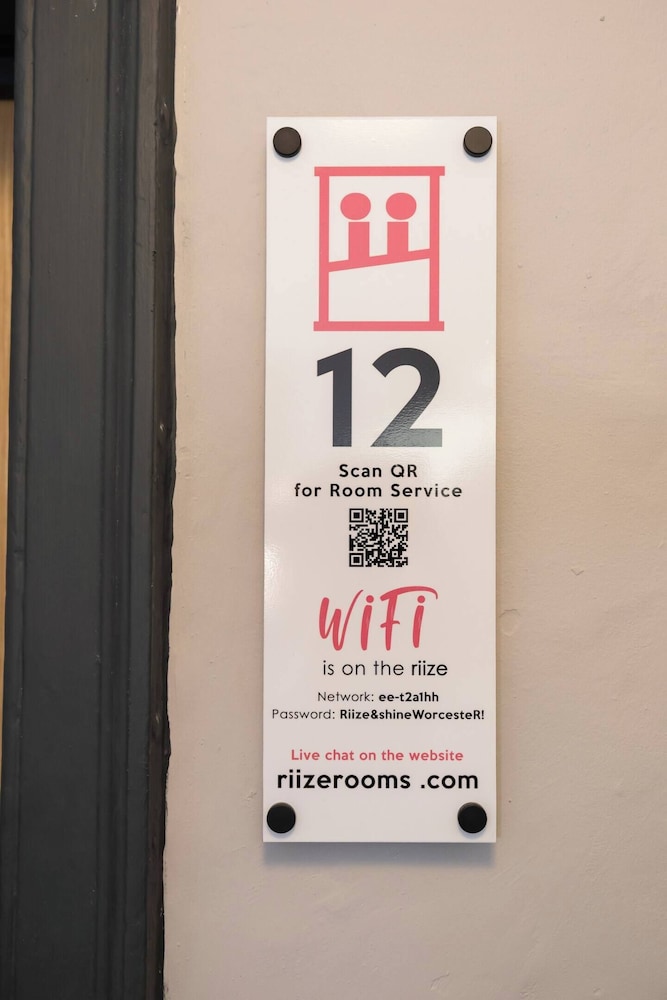 12
Scan QR
for Room Service
WiFi
is on the riize
Network: ee-t2a1hh
Password: Riize&shineWorcesteR!
Live chat on the website
riizerooms .com